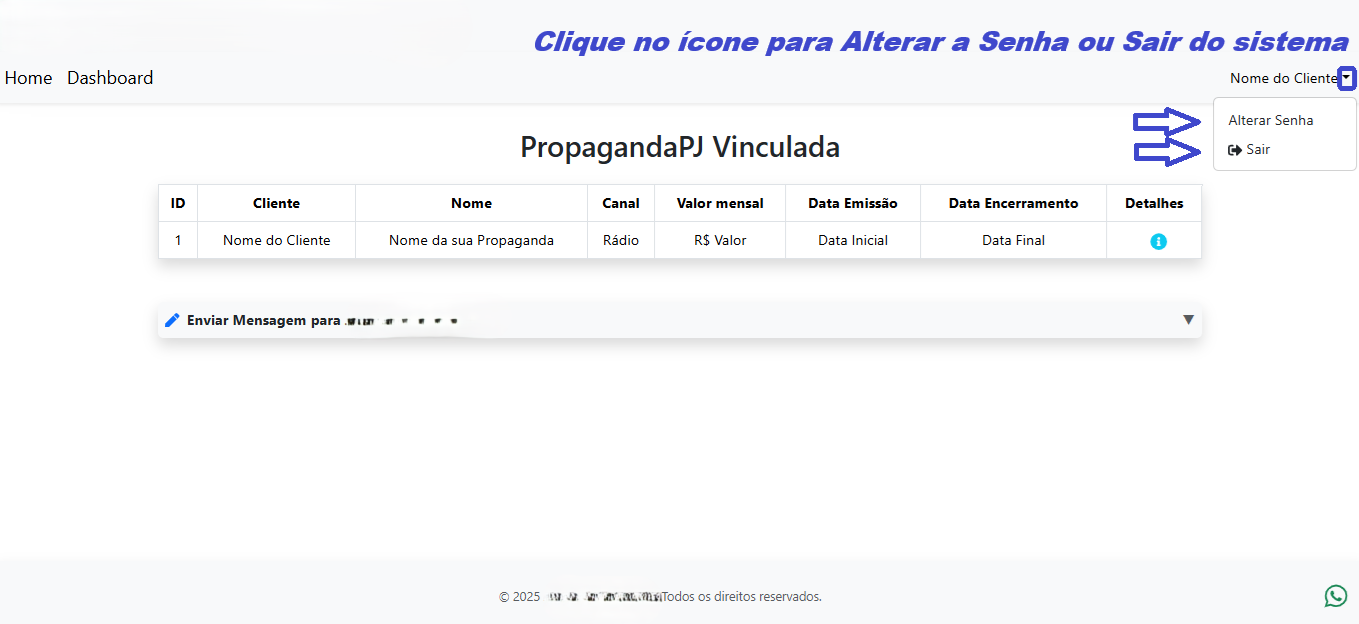 Clique no ícone para Alterar a Senha ou Sair do sistema
Home Dashboard Nome do Cliente
Alterar Senha
Sair
PropagandaPJ Vinculada
ID Cliente Nome Canal Valor mensal Data Emissão Data Encerramento Detalhes
1 Nome do Cliente Nome da sua Propaganda Rádio R$ Valor Data Inicial Data Final
Enviar Mensagem para
© 2025 Todos os direitos reservados.